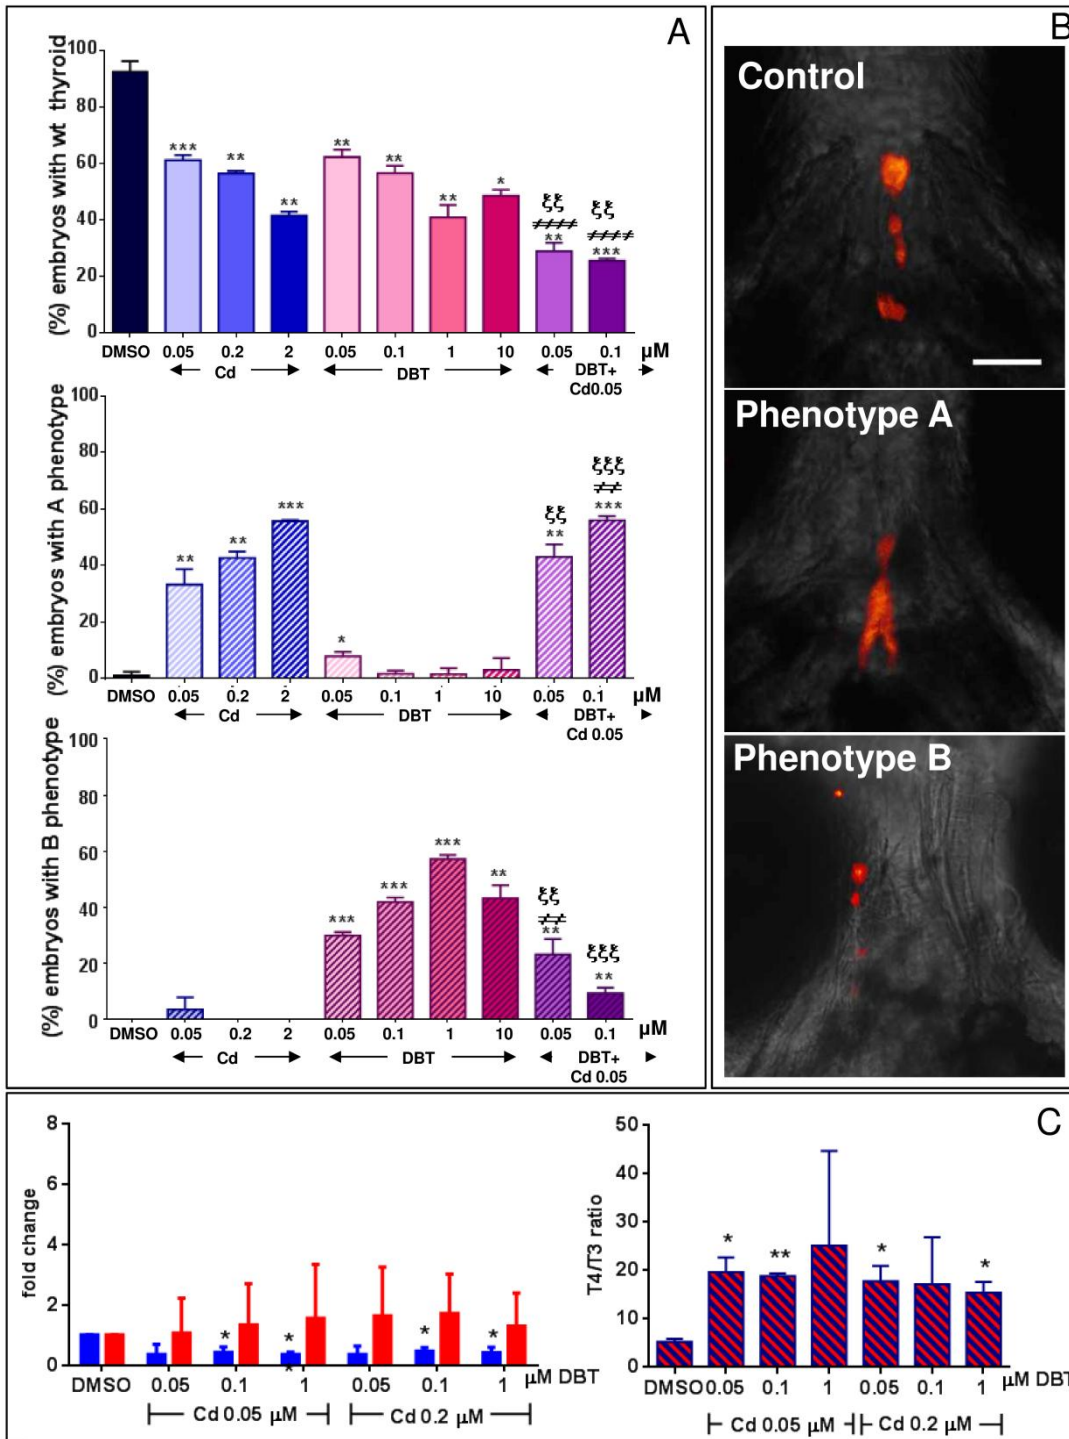 A
(%) embryos with wt thyroid
100
80
60
40
20
0
*** ** ** ** ** ** * ξξ ξξ
≠≠≠≠ ≠≠≠≠
** ***
DMSO 0.05 0.2 2 0.05 0.1 1 10 0.05 0.1 µM
Cd DBT DBT+
Cd0.05
(%) embryos with A phenotype
100
80
60
40
20
0
** ** *** * ξξ ξξξ
≠≠
** ***
DMSO 0.05 0.2 2 0.05 0.1 1 10 0.05 0.1 µM
Cd DBT DBT+
Cd 0.05
(%) embryos with B phenotype
100
80
60
40
20
0
*** *** *** ** ξξ ξξξ
≠≠
** **
DMSO 0.05 0.2 2 0.05 0.1 1 10 0.05 0.1 µM
Cd DBT DBT+
Cd 0.05
B
Control
Phenotype A
Phenotype B
fold change
8
4
2
0
* * * *
*
DMSO 0.05 0.1 1 0.05 0.1 1 µM DBT
Cd 0.05 µM Cd 0.2 µM
C
T4/T3 ratio
50
40
30
20
10
0
* ** * *
DMSO 0.05 0.1 1 0.05 0.1 1 µM DBT
Cd 0.05 µM Cd 0.2 µM